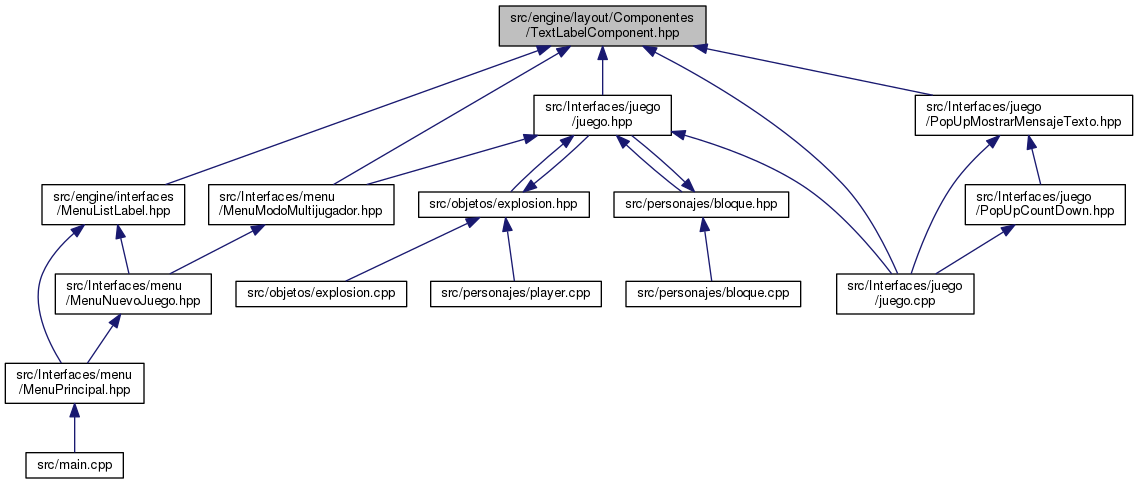 src/engine/layout/Componentes
/TextLabelComponent.hpp
src/Interfaces/juego
/juego.hpp
src/Interfaces/juego
/PopUpMostrarMensajeTexto.hpp
src/engine/interfaces
/MenuListLabel.hpp
src/Interfaces/menu
/MenuModoMultijugador.hpp
src/objetos/explosion.hpp
src/personajes/bloque.hpp
src/Interfaces/juego
/PopUpCountDown.hpp
src/Interfaces/menu
/MenuNuevoJuego.hpp
src/objetos/explosion.cpp
src/personajes/player.cpp
src/personajes/bloque.cpp
src/Interfaces/juego
/juego.cpp
src/Interfaces/menu
/MenuPrincipal.hpp
src/main.cpp